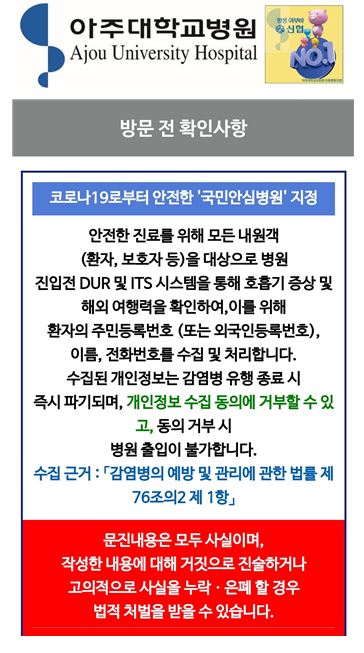 아주대학교병원
Ajou University Hospital
평생 어부바
신협
NO.1
방문 전 확인사항
코로나19로부터 안전한 '국민안심병원' 지정
안전한 진료를 위해 모든 내원객
(환자, 보호자 등)을 대상으로 병원
진입전 DUR 및 ITS 시스템을 통해 호흡기 증상 및
해외 여행력을 확인하여,이를 위해
환자의 주민등록번호 (또는 외국인등록번호),
이름, 전화번호를 수집 및 처리합니다.
수집된 개인정보는 감염병 유행 종료 시
즉시 파기되며, 개인정보 수집 동의에 거부할 수 있
고, 동의 거부 시
병원 출입이 불가합니다.
수집 근거 : 「감염병의 예방 및 관리에 관한 법률 제
76조의2 제 1항」
문진내용은 모두 사실이며,
작성한 내용에 대해 거짓으로 진술하거나
고의적으로 사실을 누락 · 은폐 할 경우
법적 처벌을 받을 수 있습니다.